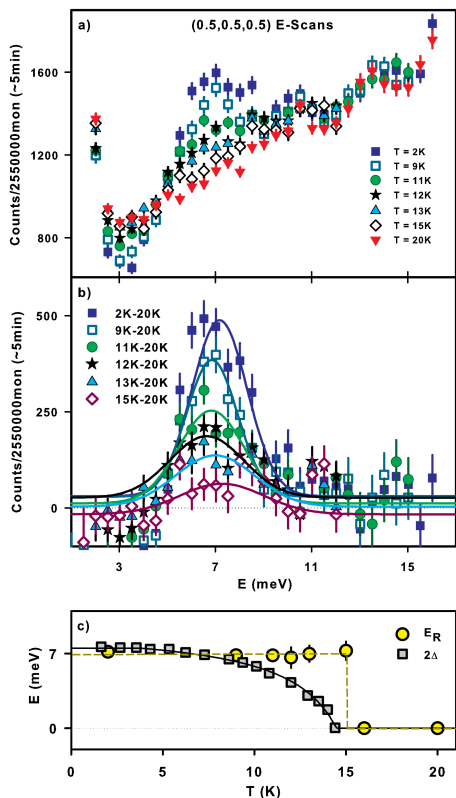 (0.5,0.5,0.5) E-Scans
a)
Counts/2550000mon (~5min)
1600
1200
800
T = 2K
T = 9K
T = 11K
T = 12K
T = 13K
T = 15K
T = 20K
b)
Counts/2550000mon (~5min)
500
250
0
2K-20K
9K-20K
11K-20K
12K-20K
13K-20K
15K-20K
3 7 11 15
E (meV)
c)
E (meV)
7
0
E_R
2Δ
0 5 10 15 20
T (K)